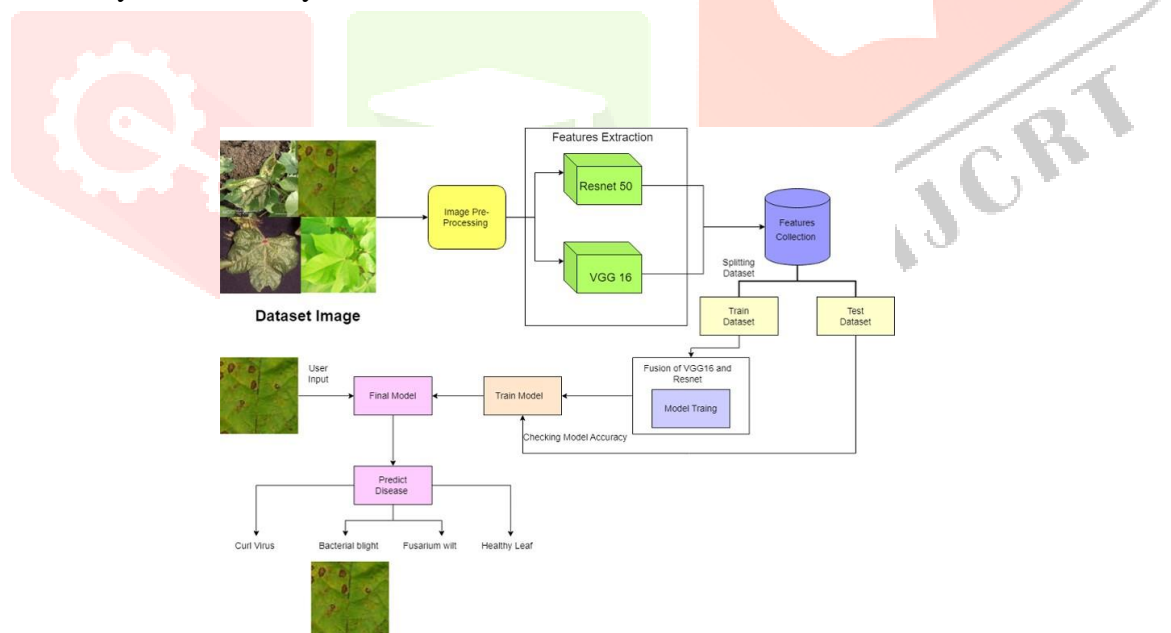 Features Extraction
Resnet 50
VGG 16
Image Pre-
Processing
Features
Collection
Dataset Image
Splitting
Dataset
Train
Dataset
Test
Dataset
User
Input
Final Model
Train Model
Fusion of VGG16 and
Resnet
Model Traing
Checking Model Accuracy
Predict
Disease
Curl Virus
Bacterial blight
Fusarium wilt
Healthy Leaf
IJCRT